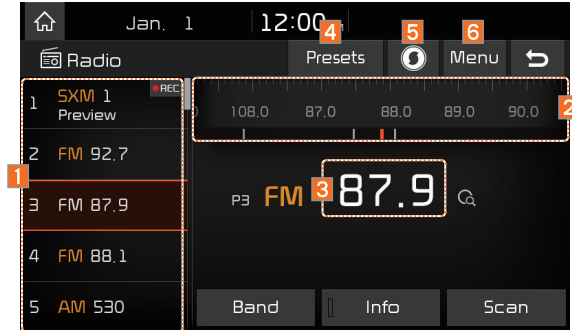 Jan. 1 12:00
4 5 6
Radio Presets Menu
1 SXM 1 REC
Preview
108.0 87.0 88.0 89.0 90.0 2
2 FM 92.7
1
3 FM 87.9
P3 FM 3 87.9
4 FM 88.1
5 AM 530
Band Info Scan